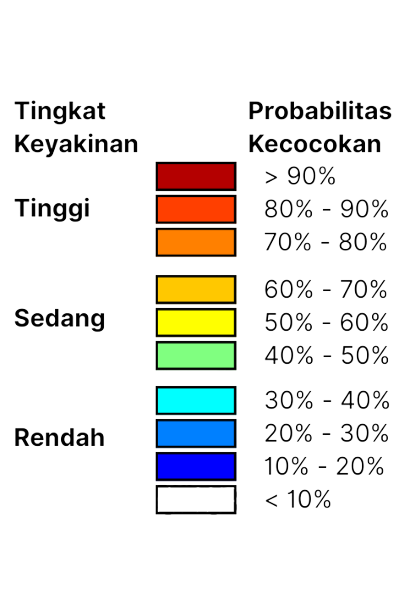 Tingkat Keyakinan
Probabilitas Kecocokan
Tinggi
> 90%
80% - 90%
70% - 80%
Sedang
60% - 70%
50% - 60%
40% - 50%
Rendah
30% - 40%
20% - 30%
10% - 20%
< 10%